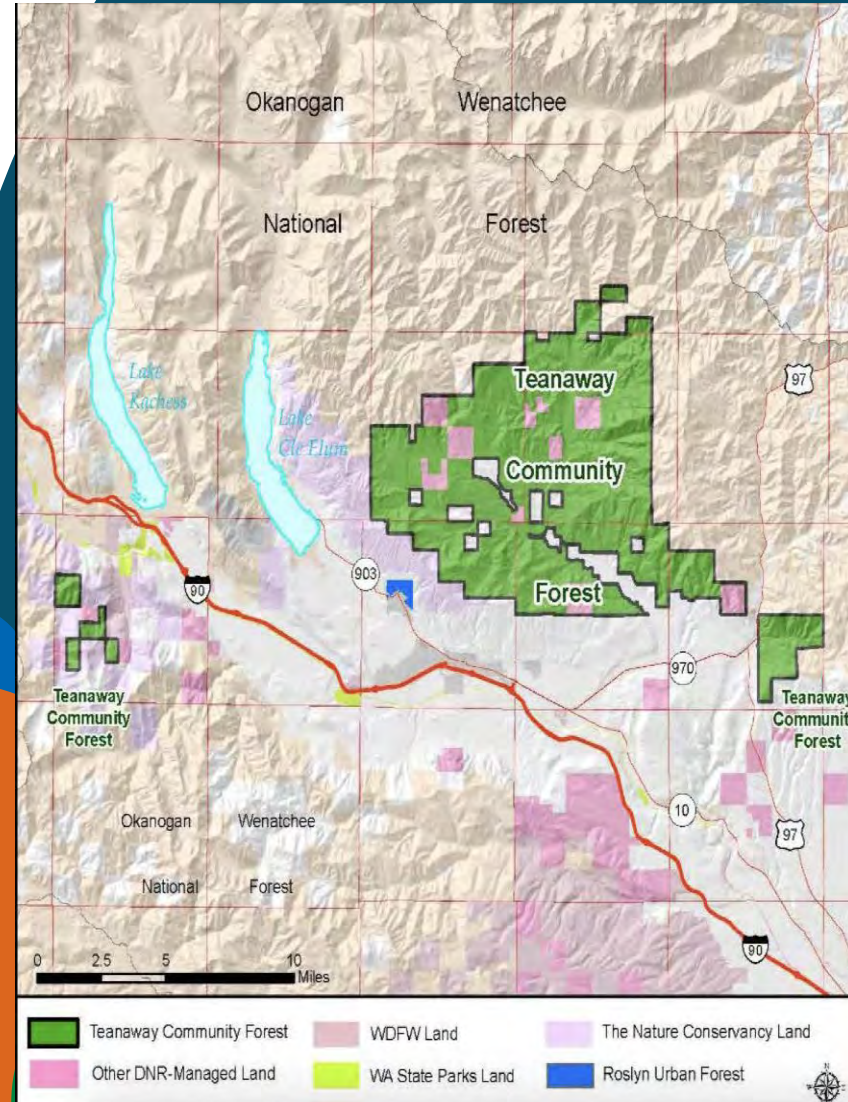 Okanogan Wenatchee
National Forest
Lake
Kachess
Lake
Cle Elum
Teanaway
97
Community
903
90
Forest
970
Teanaway
Community
Forest
Teanaway
Community
Forest
Okanogan Wenatchee
10
97
National Forest
90
0 2.5 5 10
Miles
Teanaway Community Forest WDFW Land The Nature Conservancy Land
Other DNR-Managed Land WA State Parks Land Roslyn Urban Forest